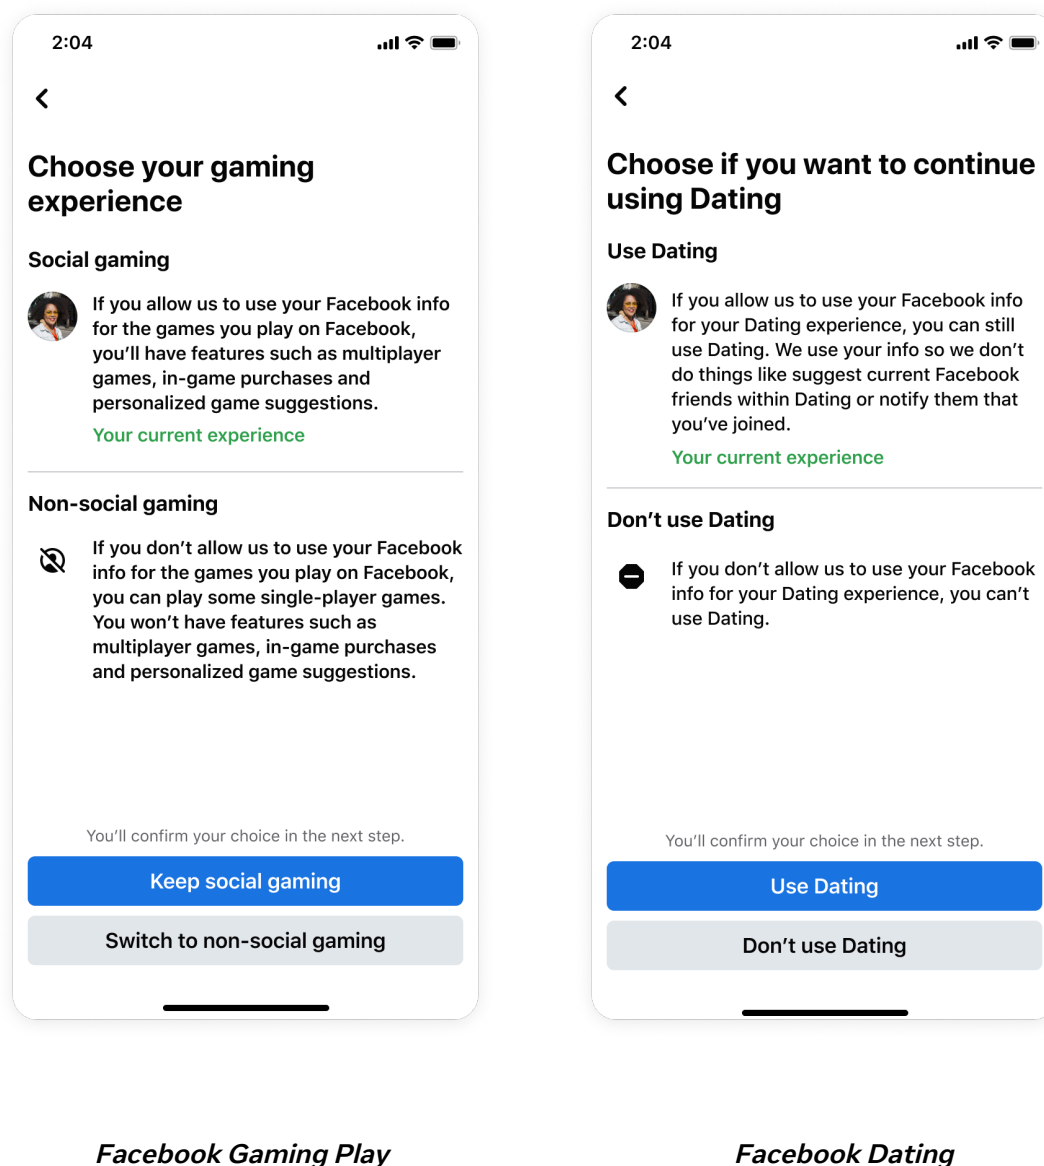 2:04
Choose your gaming
experience
Social gaming
If you allow us to use your Facebook info
for the games you play on Facebook,
you'll have features such as multiplayer
games, in-game purchases and
personalized game suggestions.
Your current experience
Non-social gaming
If you don't allow us to use your Facebook
info for the games you play on Facebook,
you can play some single-player games.
You won't have features such as
multiplayer games, in-game purchases
and personalized game suggestions.
You'll confirm your choice in the next step.
Keep social gaming
Switch to non-social gaming
Facebook Gaming Play
2:04
Choose if you want to continue
using Dating
Use Dating
If you allow us to use your Facebook info
for your Dating experience, you can still
use Dating. We use your info so we don't
do things like suggest current Facebook
friends within Dating or notify them that
you've joined.
Your current experience
Don't use Dating
If you don't allow us to use your Facebook
info for your Dating experience, you can't
use Dating.
You'll confirm your choice in the next step.
Use Dating
Don't use Dating
Facebook Dating